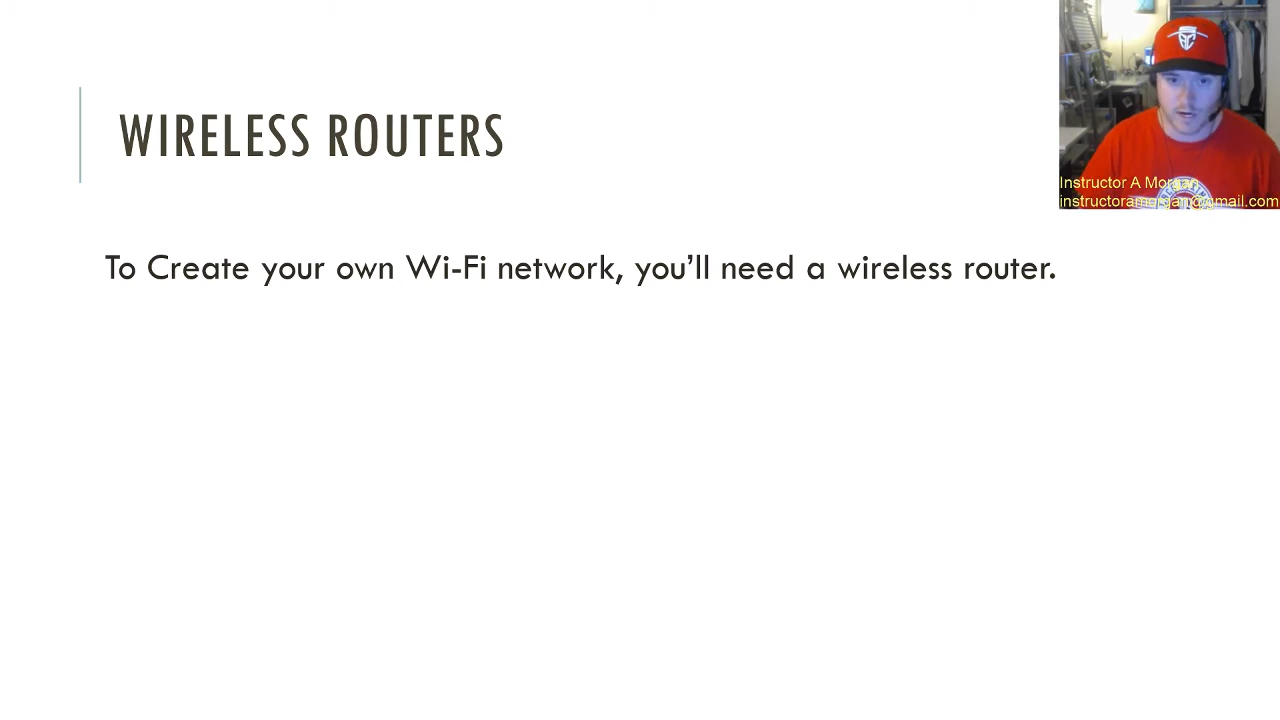 WIRELESS ROUTERS
To Create your own Wi-Fi network, you'll need a wireless router.
Instructor A Morgan
instructoramorgan@gmail.com